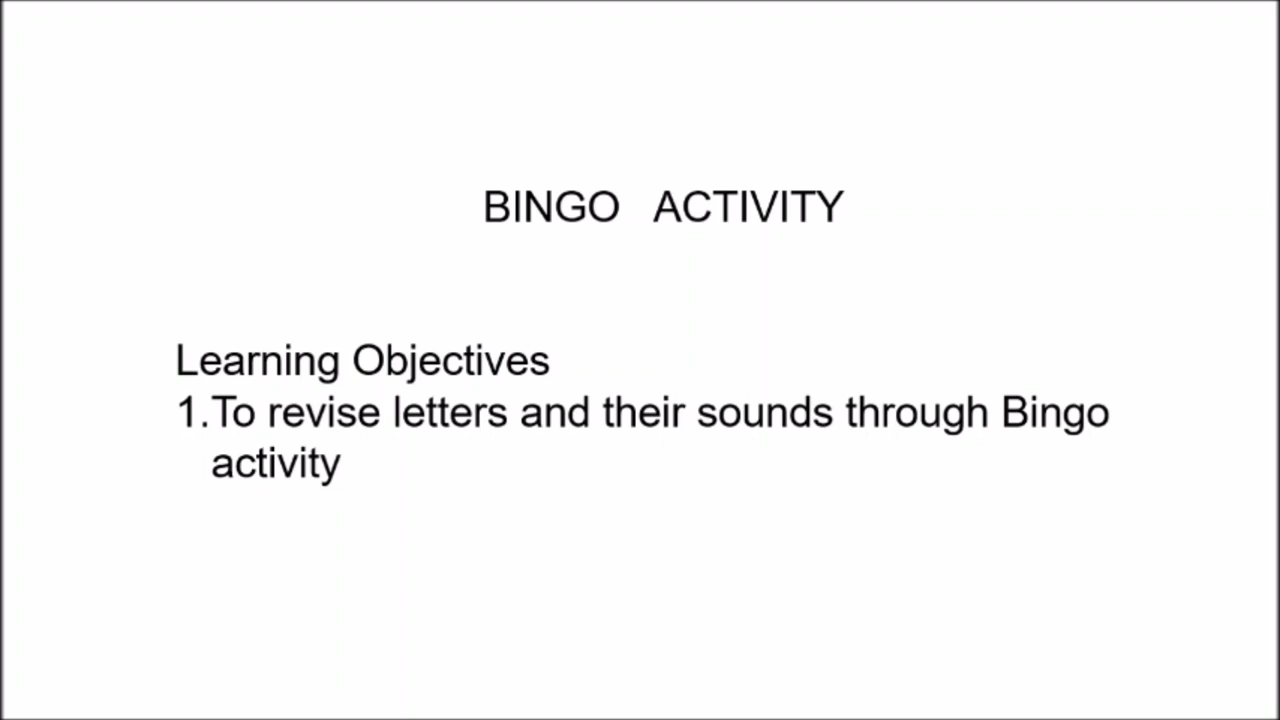 BINGO ACTIVITY
Learning Objectives
1.To revise letters and their sounds through Bingo
activity